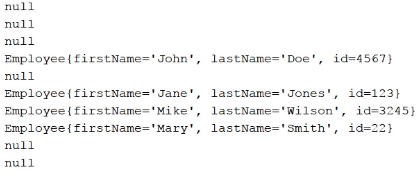 null
null
null
Employee{firstName='John', lastName='Doe', id=4567}
null
Employee{firstName='Jane', lastName='Jones', id=123}
Employee{firstName='Mike', lastName='Wilson', id=3245}
Employee{firstName='Mary', lastName='Smith', id=22}
null
null